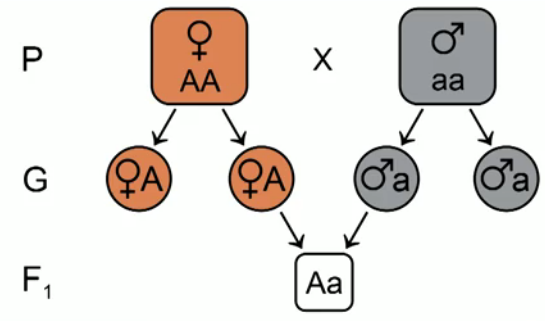 P ♀ AA X ♂ aa
G ♀A ♀A ♂a ♂a
F₁ Aa